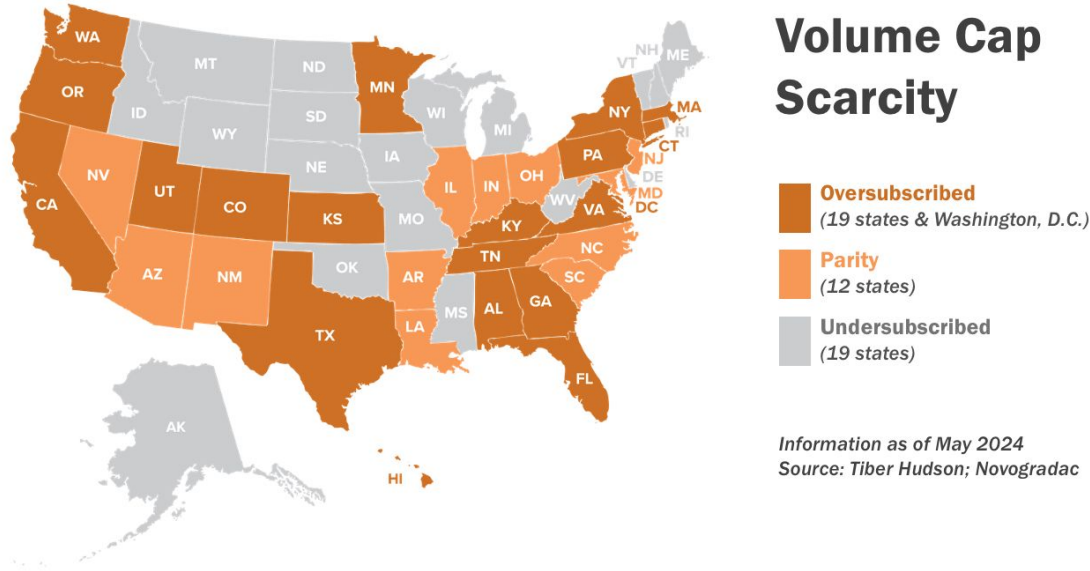 Volume Cap
Scarcity
Oversubscribed
(19 states & Washington, D.C.)
Parity
(12 states)
Undersubscribed
(19 states)
Information as of May 2024
Source: Tiber Hudson; Novogradac
WA
OR
CA
NV
ID
MT
WY
UT
AZ
CO
NM
ND
SD
NE
KS
OK
TX
MN
IA
MO
AR
LA
WI
IL
MI
IN
OH
KY
TN
MS
AL
GA
FL
SC
NC
VA
WV
PA
NY
VT
NH
ME
MA
RI
CT
NJ
DE
MD
DC
AK
HI